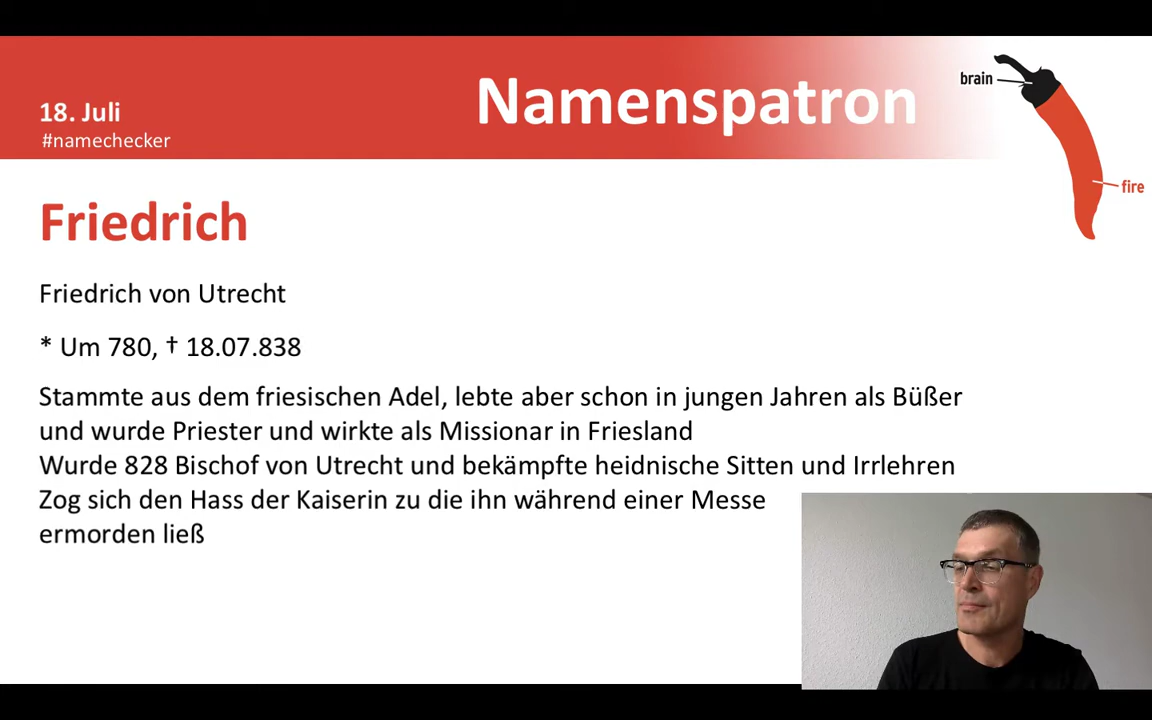 18. Juli
#namechecker
Namenspatron
brain
fire
Friedrich
Friedrich von Utrecht
* Um 780, † 18.07.838
Stammte aus dem friesischen Adel, lebte aber schon in jungen Jahren als Büßer
und wurde Priester und wirkte als Missionar in Friesland
Wurde 828 Bischof von Utrecht und bekämpfte heidnische Sitten und Irrlehren
Zog sich den Hass der Kaiserin zu die ihn während einer Messe
ermorden ließ